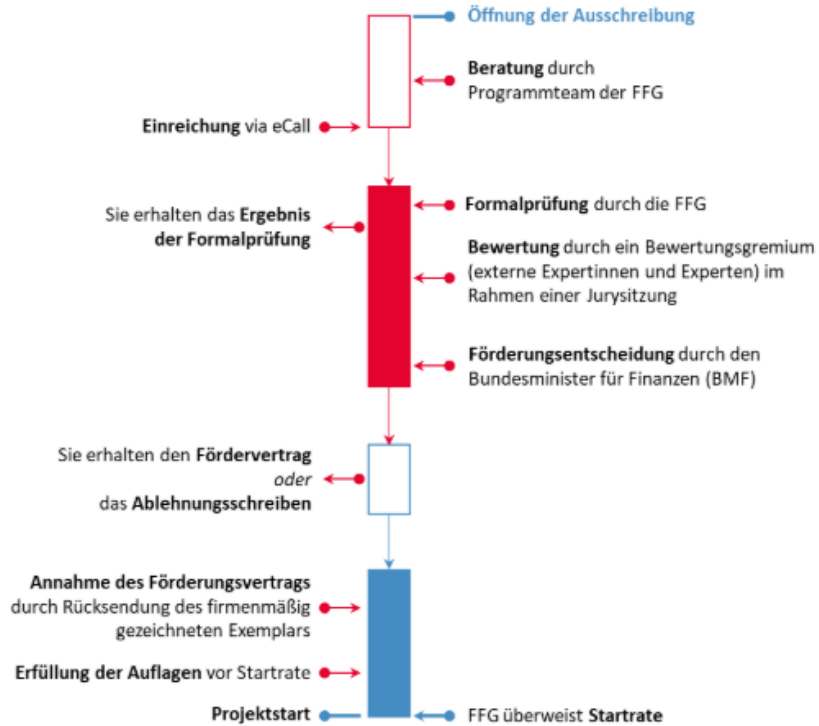 Öffnung der Ausschreibung
Beratung durch
Programmteam der FFG
Einreichung via eCall
Formalprüfung durch die FFG
Sie erhalten das Ergebnis
der Formalprüfung
Bewertung durch ein Bewertungsgremium
(externe Expertinnen und Experten) im
Rahmen einer Jurysitzung
Förderungsentscheidung durch den
Bundesminister für Finanzen (BMF)
Sie erhalten den Fördervertrag
oder
das Ablehnungsschreiben
Annahme des Förderungsvertrags
durch Rücksendung des firmenmäßig
gezeichneten Exemplars
Erfüllung der Auflagen vor Startrate
Projektstart
FFG überweist Startrate